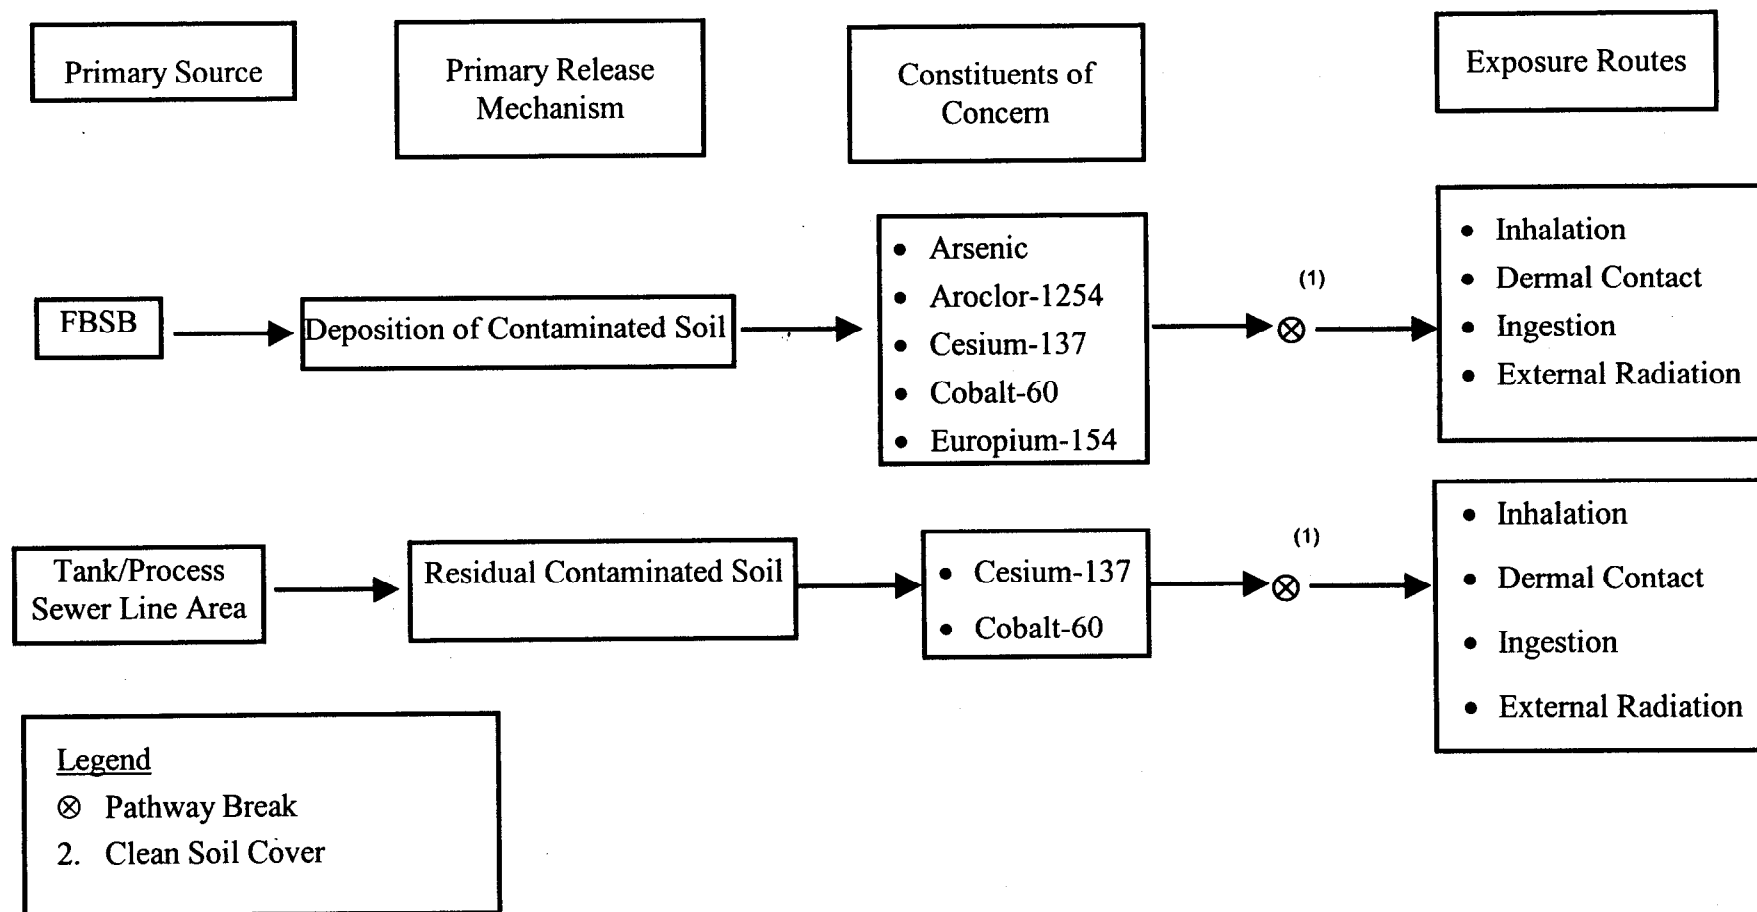 Primary Source
Primary Release
Mechanism
Constituents of
Concern
Exposure Routes
FBSB
Deposition of Contaminated Soil
• Arsenic
• Aroclor-1254
• Cesium-137
• Cobalt-60
• Europium-154
(1)
• Inhalation
• Dermal Contact
• Ingestion
• External Radiation
Tank/Process
Sewer Line Area
Residual Contaminated Soil
• Cesium-137
• Cobalt-60
(1)
• Inhalation
• Dermal Contact
• Ingestion
• External Radiation
Legend
⊗ Pathway Break
2. Clean Soil Cover